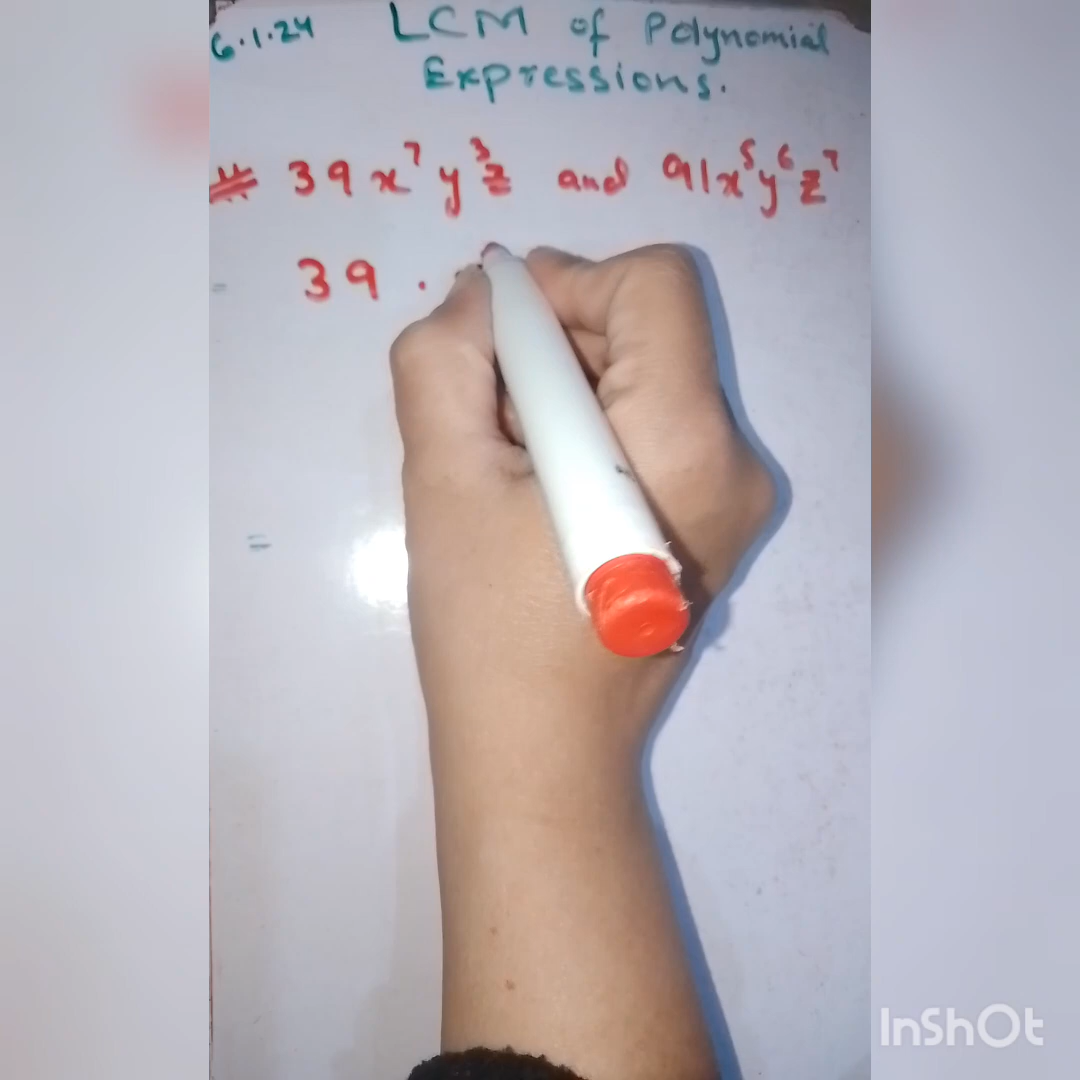 6.1.24 LCM of Polynomial
Expressions.
* 39x⁷y³z and 91x⁵y⁶z⁷
= 39 .
=
InShOt